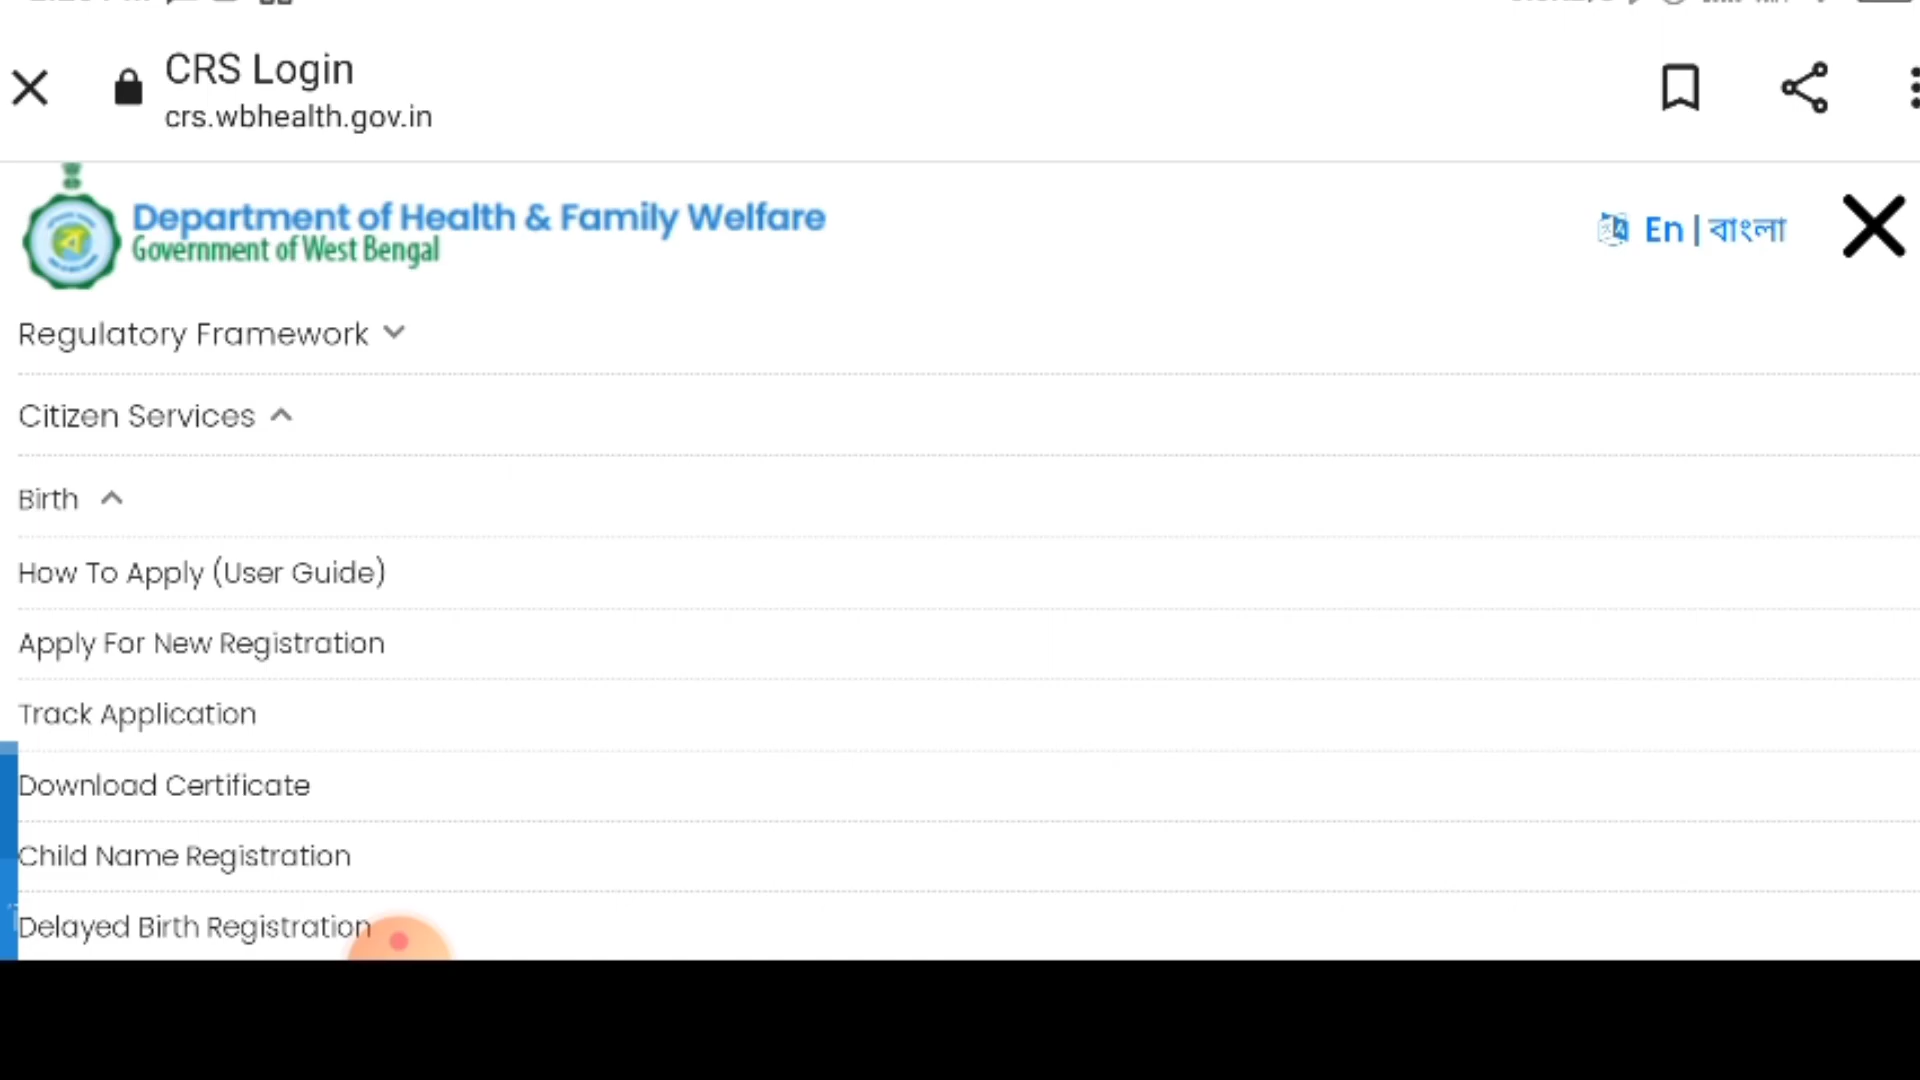 CRS Login
crs.wbhealth.gov.in
Department of Health & Family Welfare
Government of West Bengal
En | বাংলা
Regulatory Framework
Citizen Services
Birth
How To Apply (User Guide)
Apply For New Registration
Track Application
Download Certificate
Child Name Registration
Delayed Birth Registration